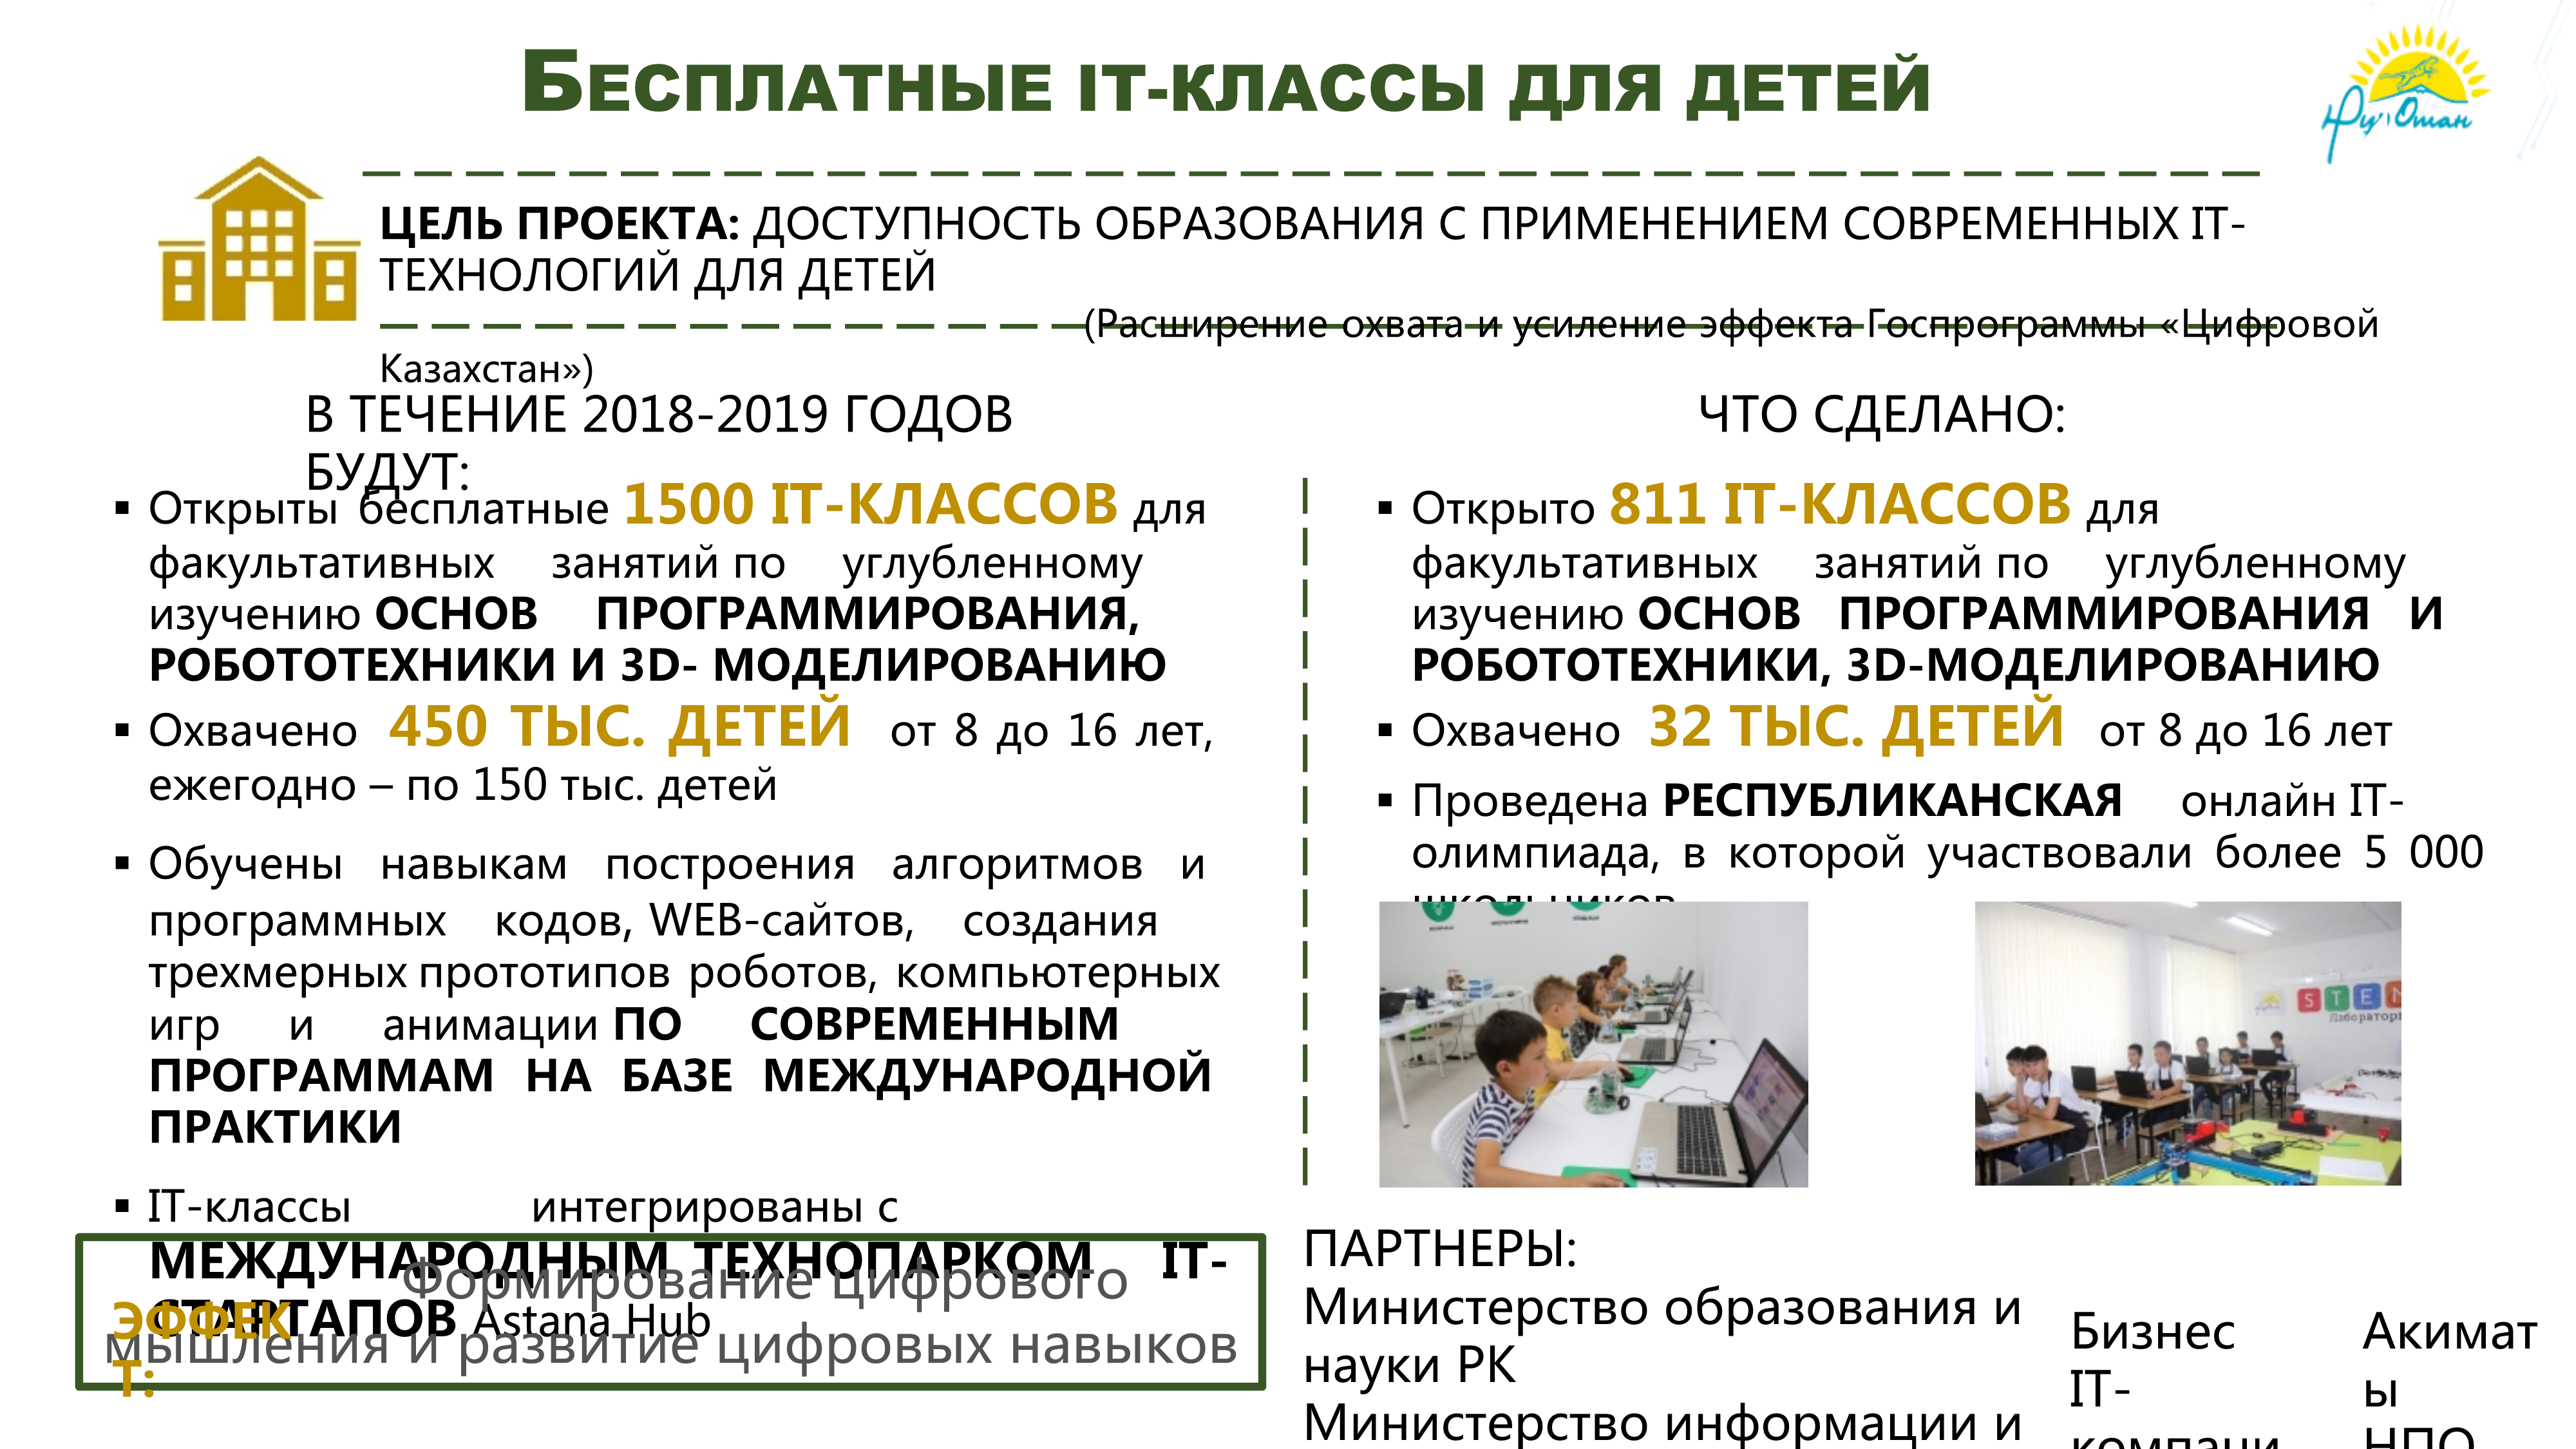 БЕСПЛАТНЫЕ IT-КЛАССЫ ДЛЯ ДЕТЕЙ
Нұр Отан
ЦЕЛЬ ПРОЕКТА: ДОСТУПНОСТЬ ОБРАЗОВАНИЯ С ПРИМЕНЕНИЕМ СОВРЕМЕННЫХ IT-
ТЕХНОЛОГИЙ ДЛЯ ДЕТЕЙ
(Расширение охвата и усиление эффекта Госпрограммы «Цифровой
Казахстан»)
В ТЕЧЕНИЕ 2018-2019 ГОДОВ
БУДУТ:
▪ Открыты бесплатные 1500 IT-КЛАССОВ для
факультативных занятий по углубленному
изучению ОСНОВ ПРОГРАММИРОВАНИЯ,
РОБОТОТЕХНИКИ И 3D- МОДЕЛИРОВАНИЮ
▪ Охвачено 450 ТЫС. ДЕТЕЙ от 8 до 16 лет,
ежегодно – по 150 тыс. детей
▪ Обучены навыкам построения алгоритмов и
программных кодов, WEB-сайтов, создания
трехмерных прототипов роботов, компьютерных
игр и анимации ПО СОВРЕМЕННЫМ
ПРОГРАММАМ НА БАЗЕ МЕЖДУНАРОДНОЙ
ПРАКТИКИ
▪ IT-классы интегрированы с
МЕЖДУНАРОДНЫМ ТЕХНОПАРКОМ IT-
СТАРТАПОВ Astana Hub
ЭФФЕК
Т:
Формирование цифрового
мышления и развитие цифровых навыков
ЧТО СДЕЛАНО:
▪ Открыто 811 IT-КЛАССОВ для
факультативных занятий по углубленному
изучению ОСНОВ ПРОГРАММИРОВАНИЯ И
РОБОТОТЕХНИКИ, 3D-МОДЕЛИРОВАНИЮ
▪ Охвачено 32 ТЫС. ДЕТЕЙ от 8 до 16 лет
▪ Проведена РЕСПУБЛИКАНСКАЯ онлайн IT-
олимпиада, в которой участвовали более 5 000
школьников
STEM
ПАРТНЕРЫ:
Министерство образования и
науки РК
Министерство информации и
Бизнес
IT-
компани
Акимат
ы
НПО